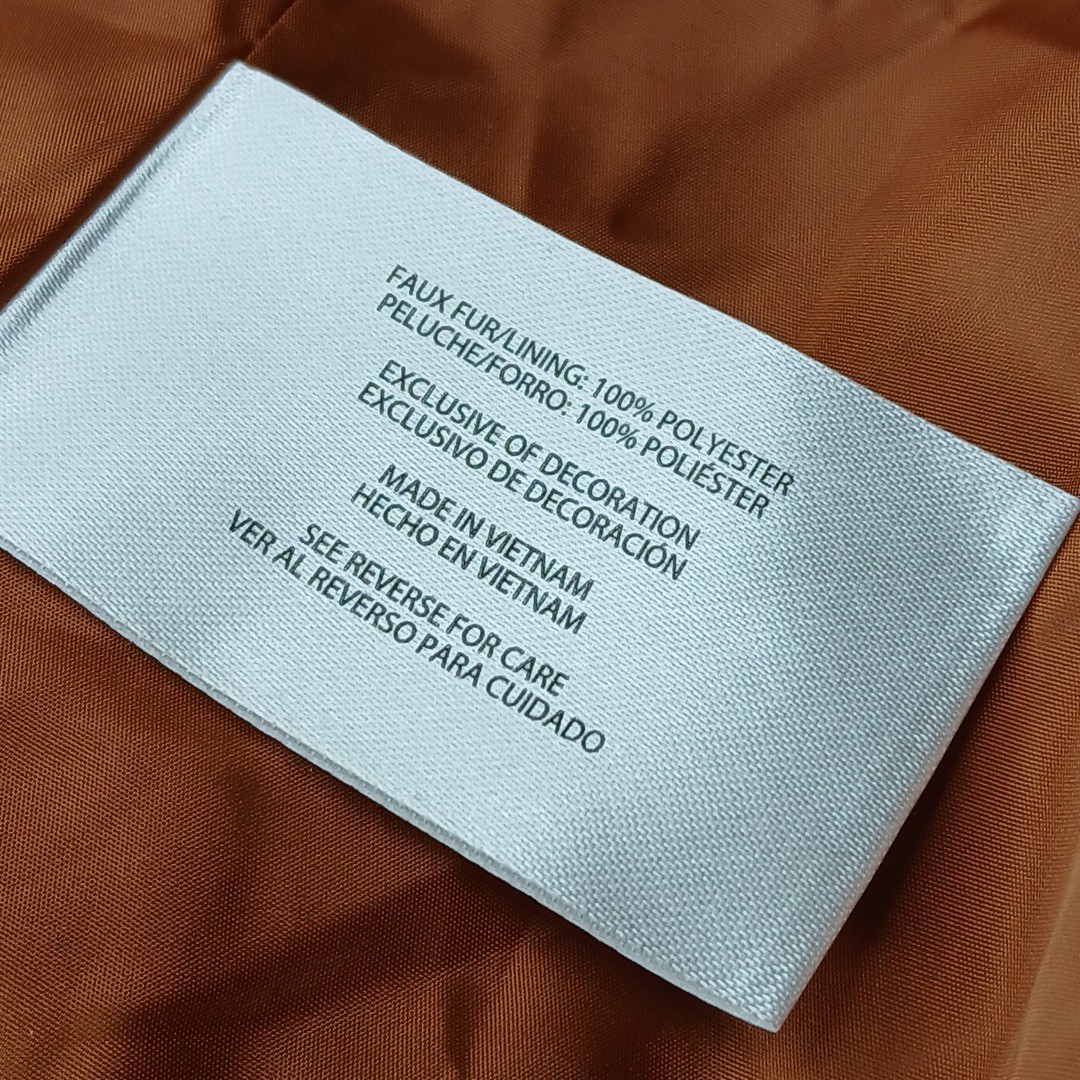 FAUX FUR/LINING: 100% POLYESTER
PELUCHE/FORRO: 100% POLIÉSTER
EXCLUSIVE OF DECORATION
EXCLUSIVO DE DECORACIÓN
MADE IN VIETNAM
HECHO EN VIETNAM
SEE REVERSE FOR CARE
VER AL REVERSO PARA CUIDADO